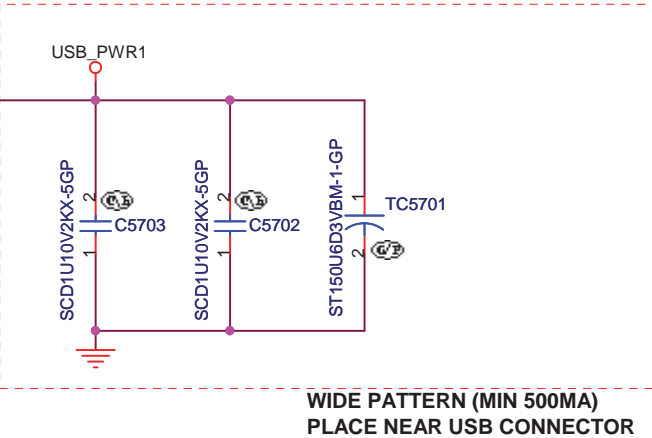 USB_PWR1
SCD1U10V2KX-5GP
2
1
C5703
SCD1U10V2KX-5GP
2
1
C5702
ST150U6D3VBM-1-GP
1
2
TC5701
G/P
WIDE PATTERN (MIN 500MA)
PLACE NEAR USB CONNECTOR